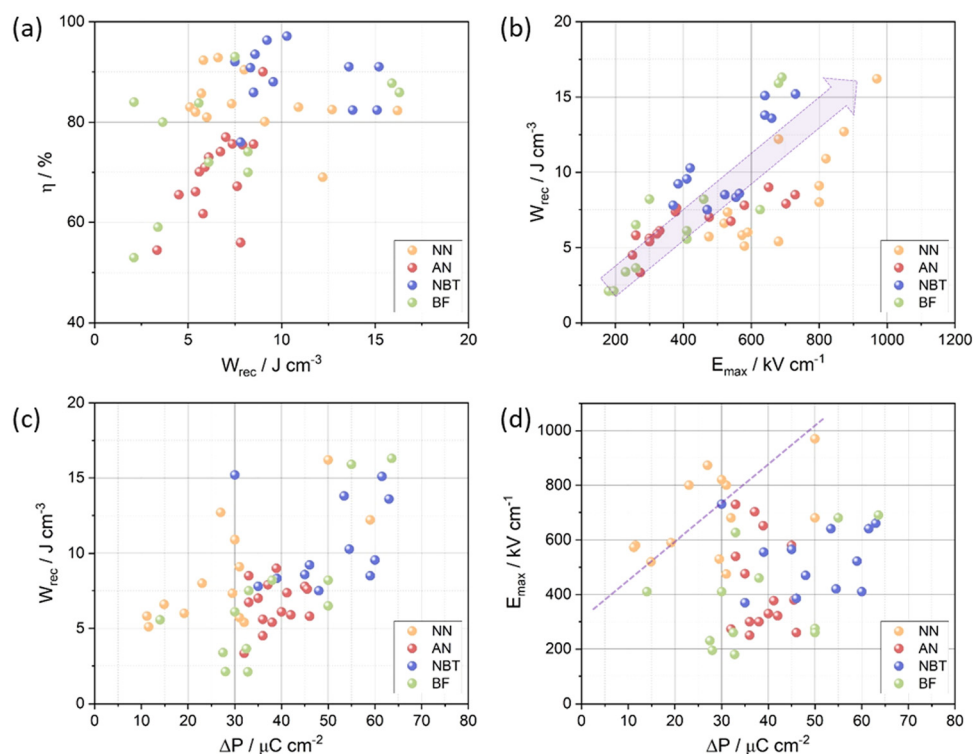 (a)
100
80
60
40
η / %
0 5 10 15 20
W_rec / J cm⁻³
NN
AN
NBT
BF
(b)
20
15
10
5
0
W_rec / J cm⁻³
200 400 600 800 1000 1200
E_max / kV cm⁻¹
NN
AN
NBT
BF
(c)
20
15
10
5
0
W_rec / J cm⁻³
0 10 20 30 40 50 60 70 80
ΔP / μC cm⁻²
NN
AN
NBT
BF
(d)
1000
800
600
400
200
0
E_max / kV cm⁻¹
0 10 20 30 40 50 60 70 80
ΔP / μC cm⁻²
NN
AN
NBT
BF